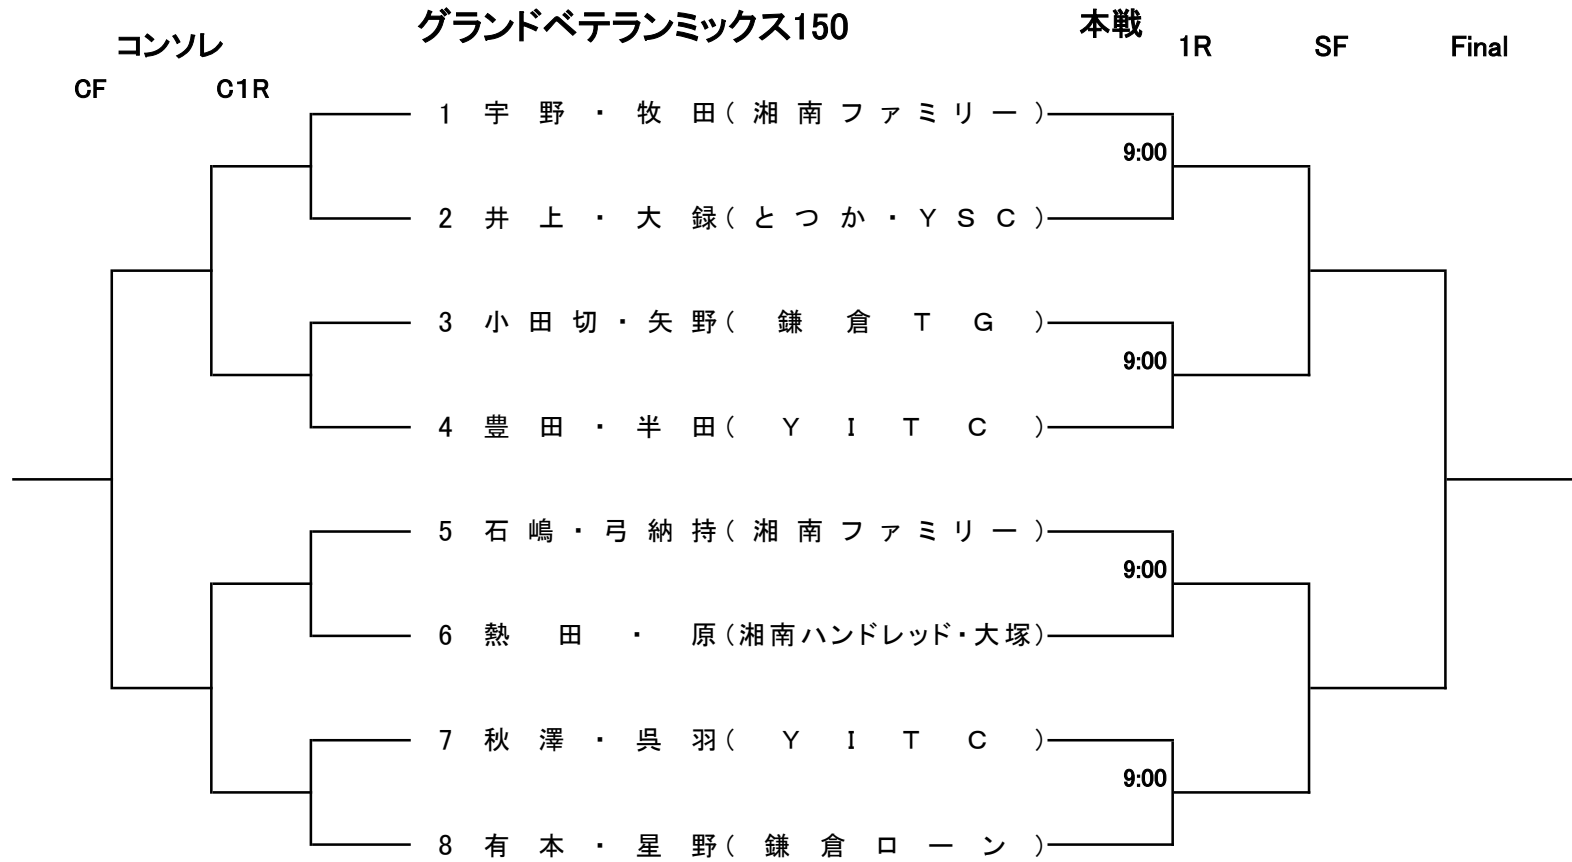 グランドベテランミックス150
本戦
コンソレ
1R SF Final
CF C1R
1 宇野・牧田(湘南ファミリー)
9:00
2 井上・大録(とつか・YSC)
3 小田切・矢野(鎌倉TG)
9:00
4 豊田・半田(YITC)
5 石嶋・弓納持(湘南ファミリー)
9:00
6 熱田・原(湘南ハンドレッド・大塚)
7 秋澤・呉羽(YITC)
9:00
8 有本・星野(鎌倉ローン)